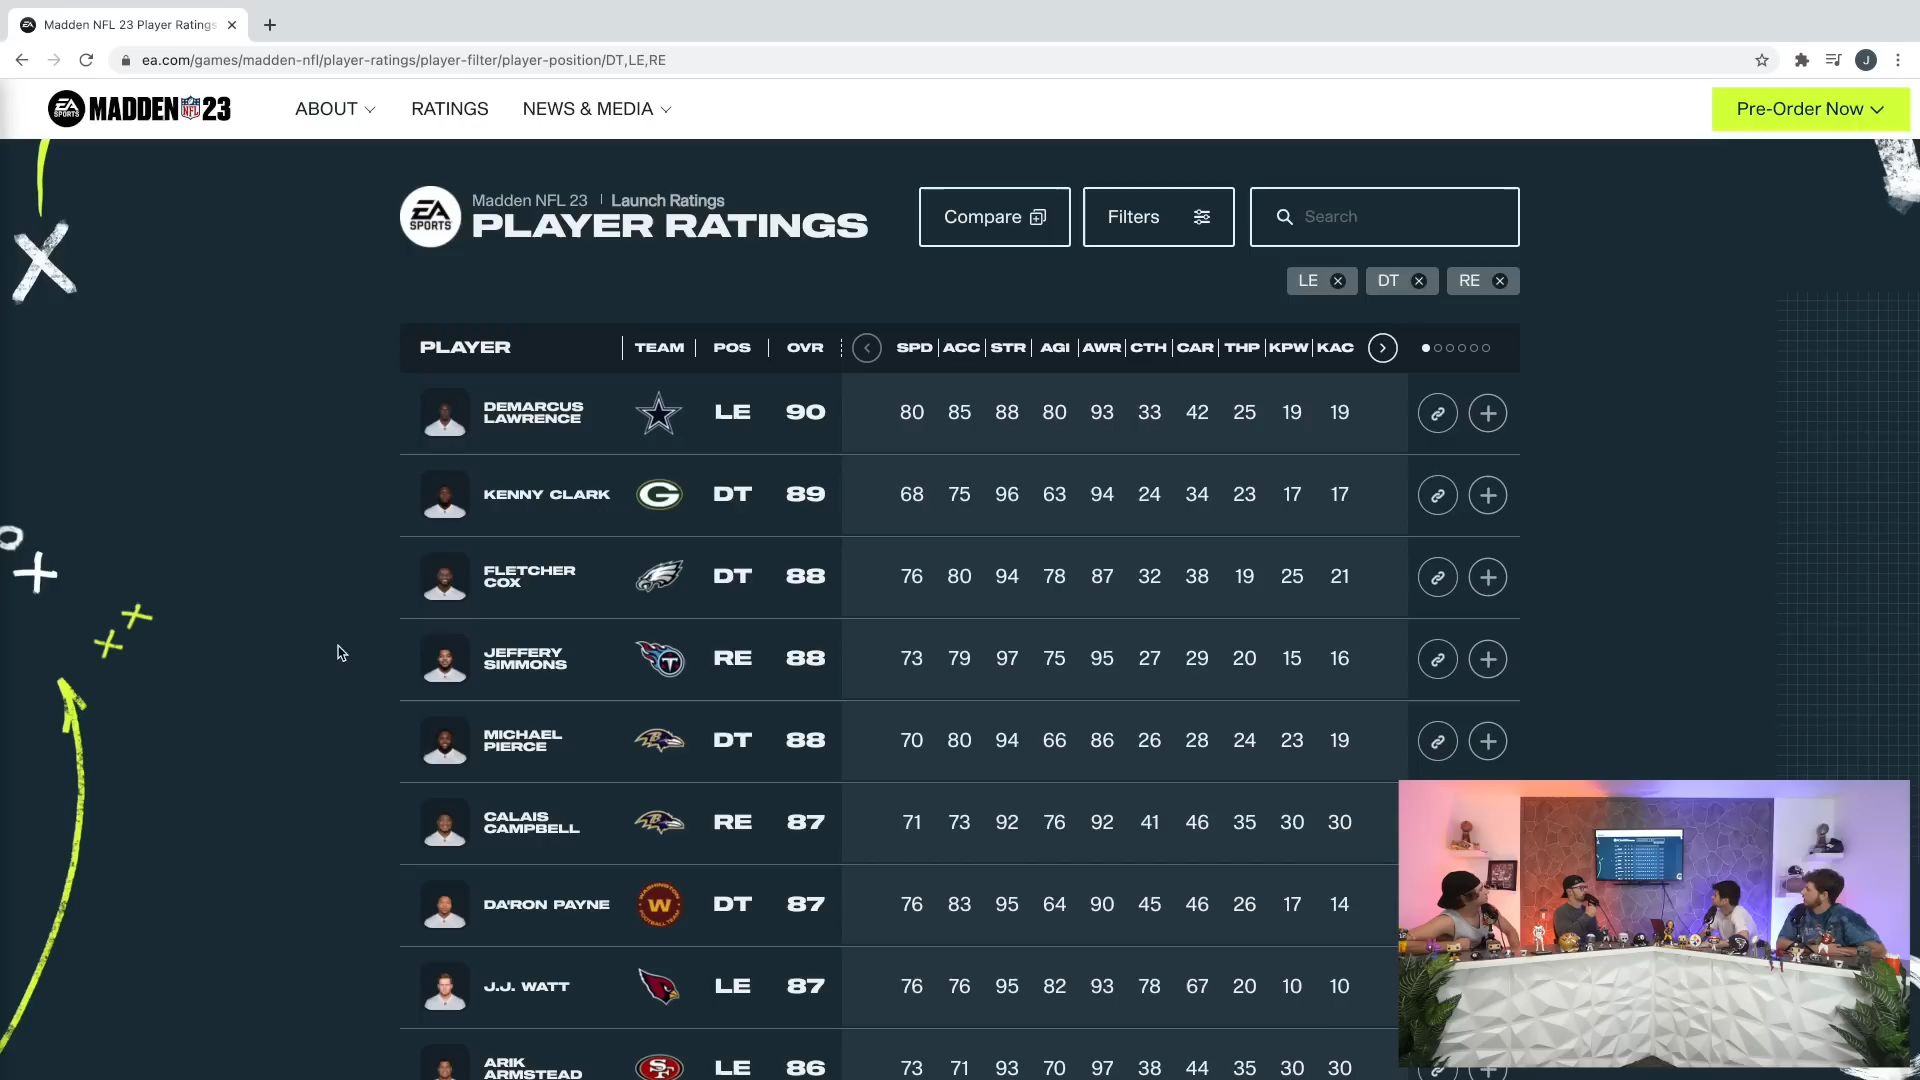 Madden NFL 23 Player Ratings
ea.com/games/madden-nfl/player-ratings/player-filter/player-position/DT,LE,RE
J
EA SPORTS MADDEN NFL 23
ABOUT
RATINGS
NEWS & MEDIA
Pre-Order Now
EA SPORTS
Madden NFL 23 | Launch Ratings
PLAYER RATINGS
Compare
Filters
Search
LE
DT
RE
PLAYER TEAM POS OVR SPD ACC STR AGI AWR CTH CAR THP KPW KAC
DEMARCUS LAWRENCE LE 90 80 85 88 80 93 33 42 25 19 19
KENNY CLARK G DT 89 68 75 96 63 94 24 34 23 17 17
FLETCHER COX DT 88 76 80 94 78 87 32 38 19 25 21
JEFFERY SIMMONS T RE 88 73 79 97 75 95 27 29 20 15 16
MICHAEL PIERCE B DT 88 70 80 94 66 86 26 28 24 23 19
CALAIS CAMPBELL B RE 87 71 73 92 76 92 41 46 35 30 30
DA'RON PAYNE WASHINGTON W FOOTBALL TEAM DT 87 76 83 95 64 90 45 46 26 17 14
J.J. WATT LE 87 76 76 95 82 93 78 67 20 10 10
ARIK ARMSTEAD SF LE 86 73 71 93 70 97 38 44 35 30 30